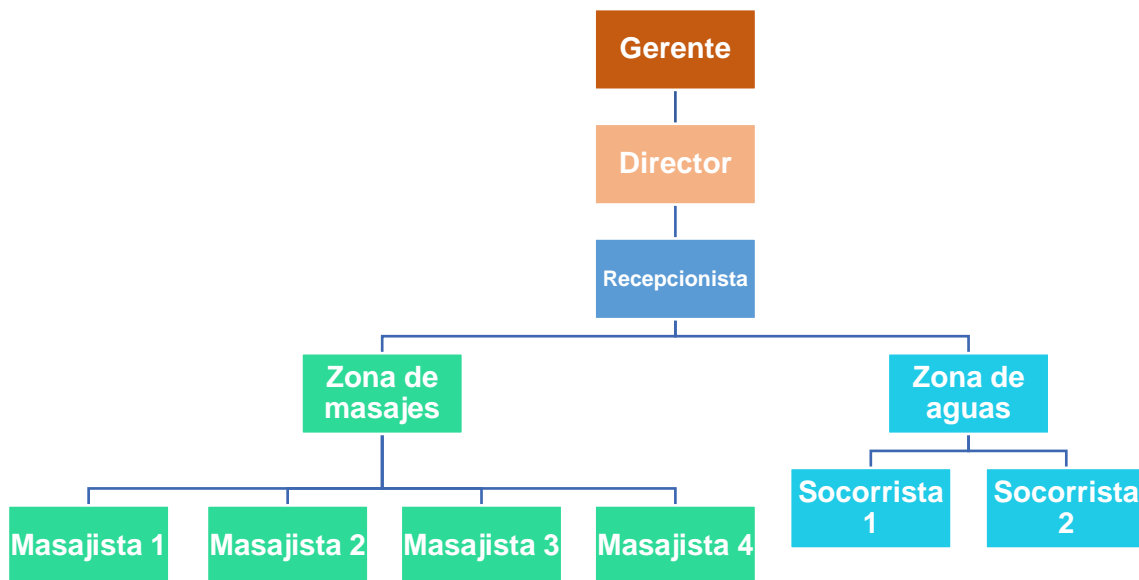 Gerente
Director
Recepcionista
Zona de
masajes
Zona de
aguas
Socorrista
1
Socorrista
2
Masajista 1
Masajista 2
Masajista 3
Masajista 4